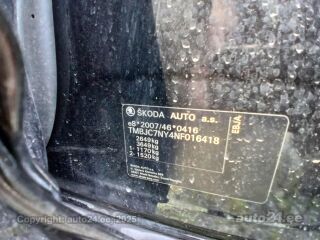 ŠKODA AUTO a.s.
e8*2007/46*0416
TMBJC7NY4NF016418
2649kg
3649kg
1- 1170kg
2- 1520kg
EBJA
Copyright © auto24.ee 2025
auto24.ee